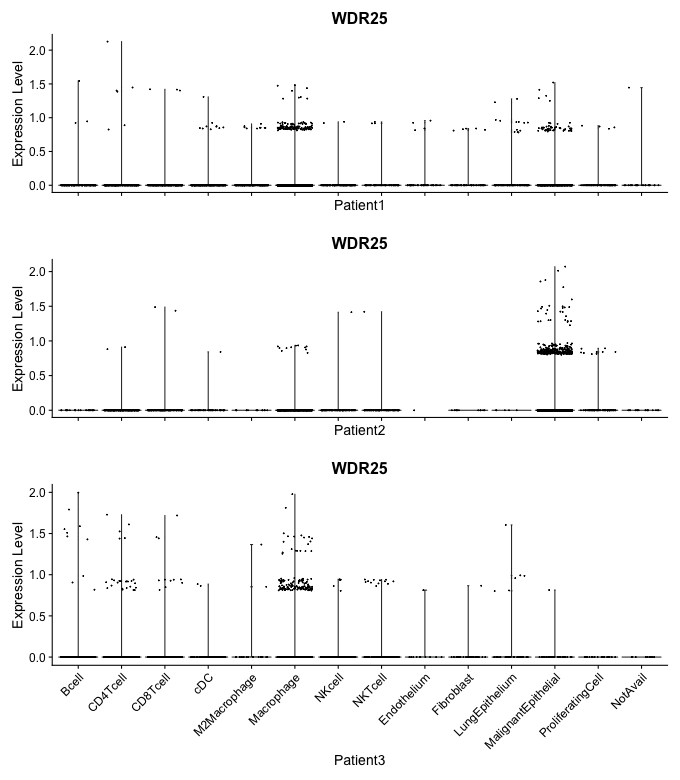 WDR25
Expression Level
2.0
1.5
1.0
0.5
0.0
Patient1
WDR25
Expression Level
2.0
1.5
1.0
0.5
0.0
Patient2
WDR25
Expression Level
2.0
1.5
1.0
0.5
0.0
Bcell
CD4Tcell
CD8Tcell
cDC
M2Macrophage
Macrophage
NKcell
NKTcell
Endothelium
Fibroblast
LungEpithelium
MalignantEpithelial
ProliferatingCell
NotAvail
Patient3